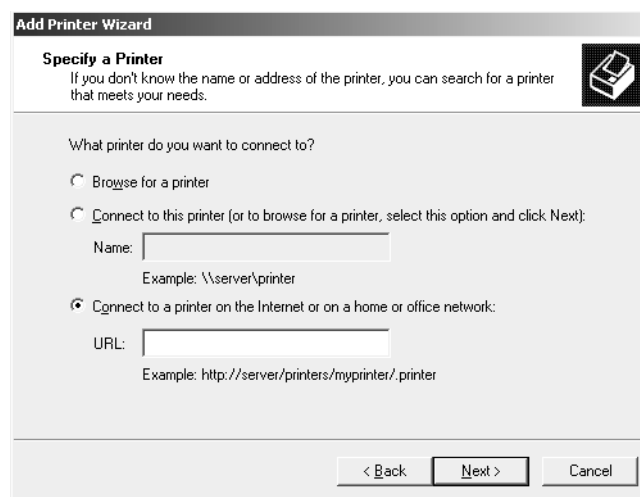 Add Printer Wizard
Specify a Printer
If you don't know the name or address of the printer, you can search for a printer
that meets your needs.
What printer do you want to connect to?
Browse for a printer
Connect to this printer (or to browse for a printer, select this option and click Next):
Name:
Example: \\server\printer
Connect to a printer on the Internet or on a home or office network:
URL:
Example: http://server/printers/myprinter/.printer
< Back Next > Cancel